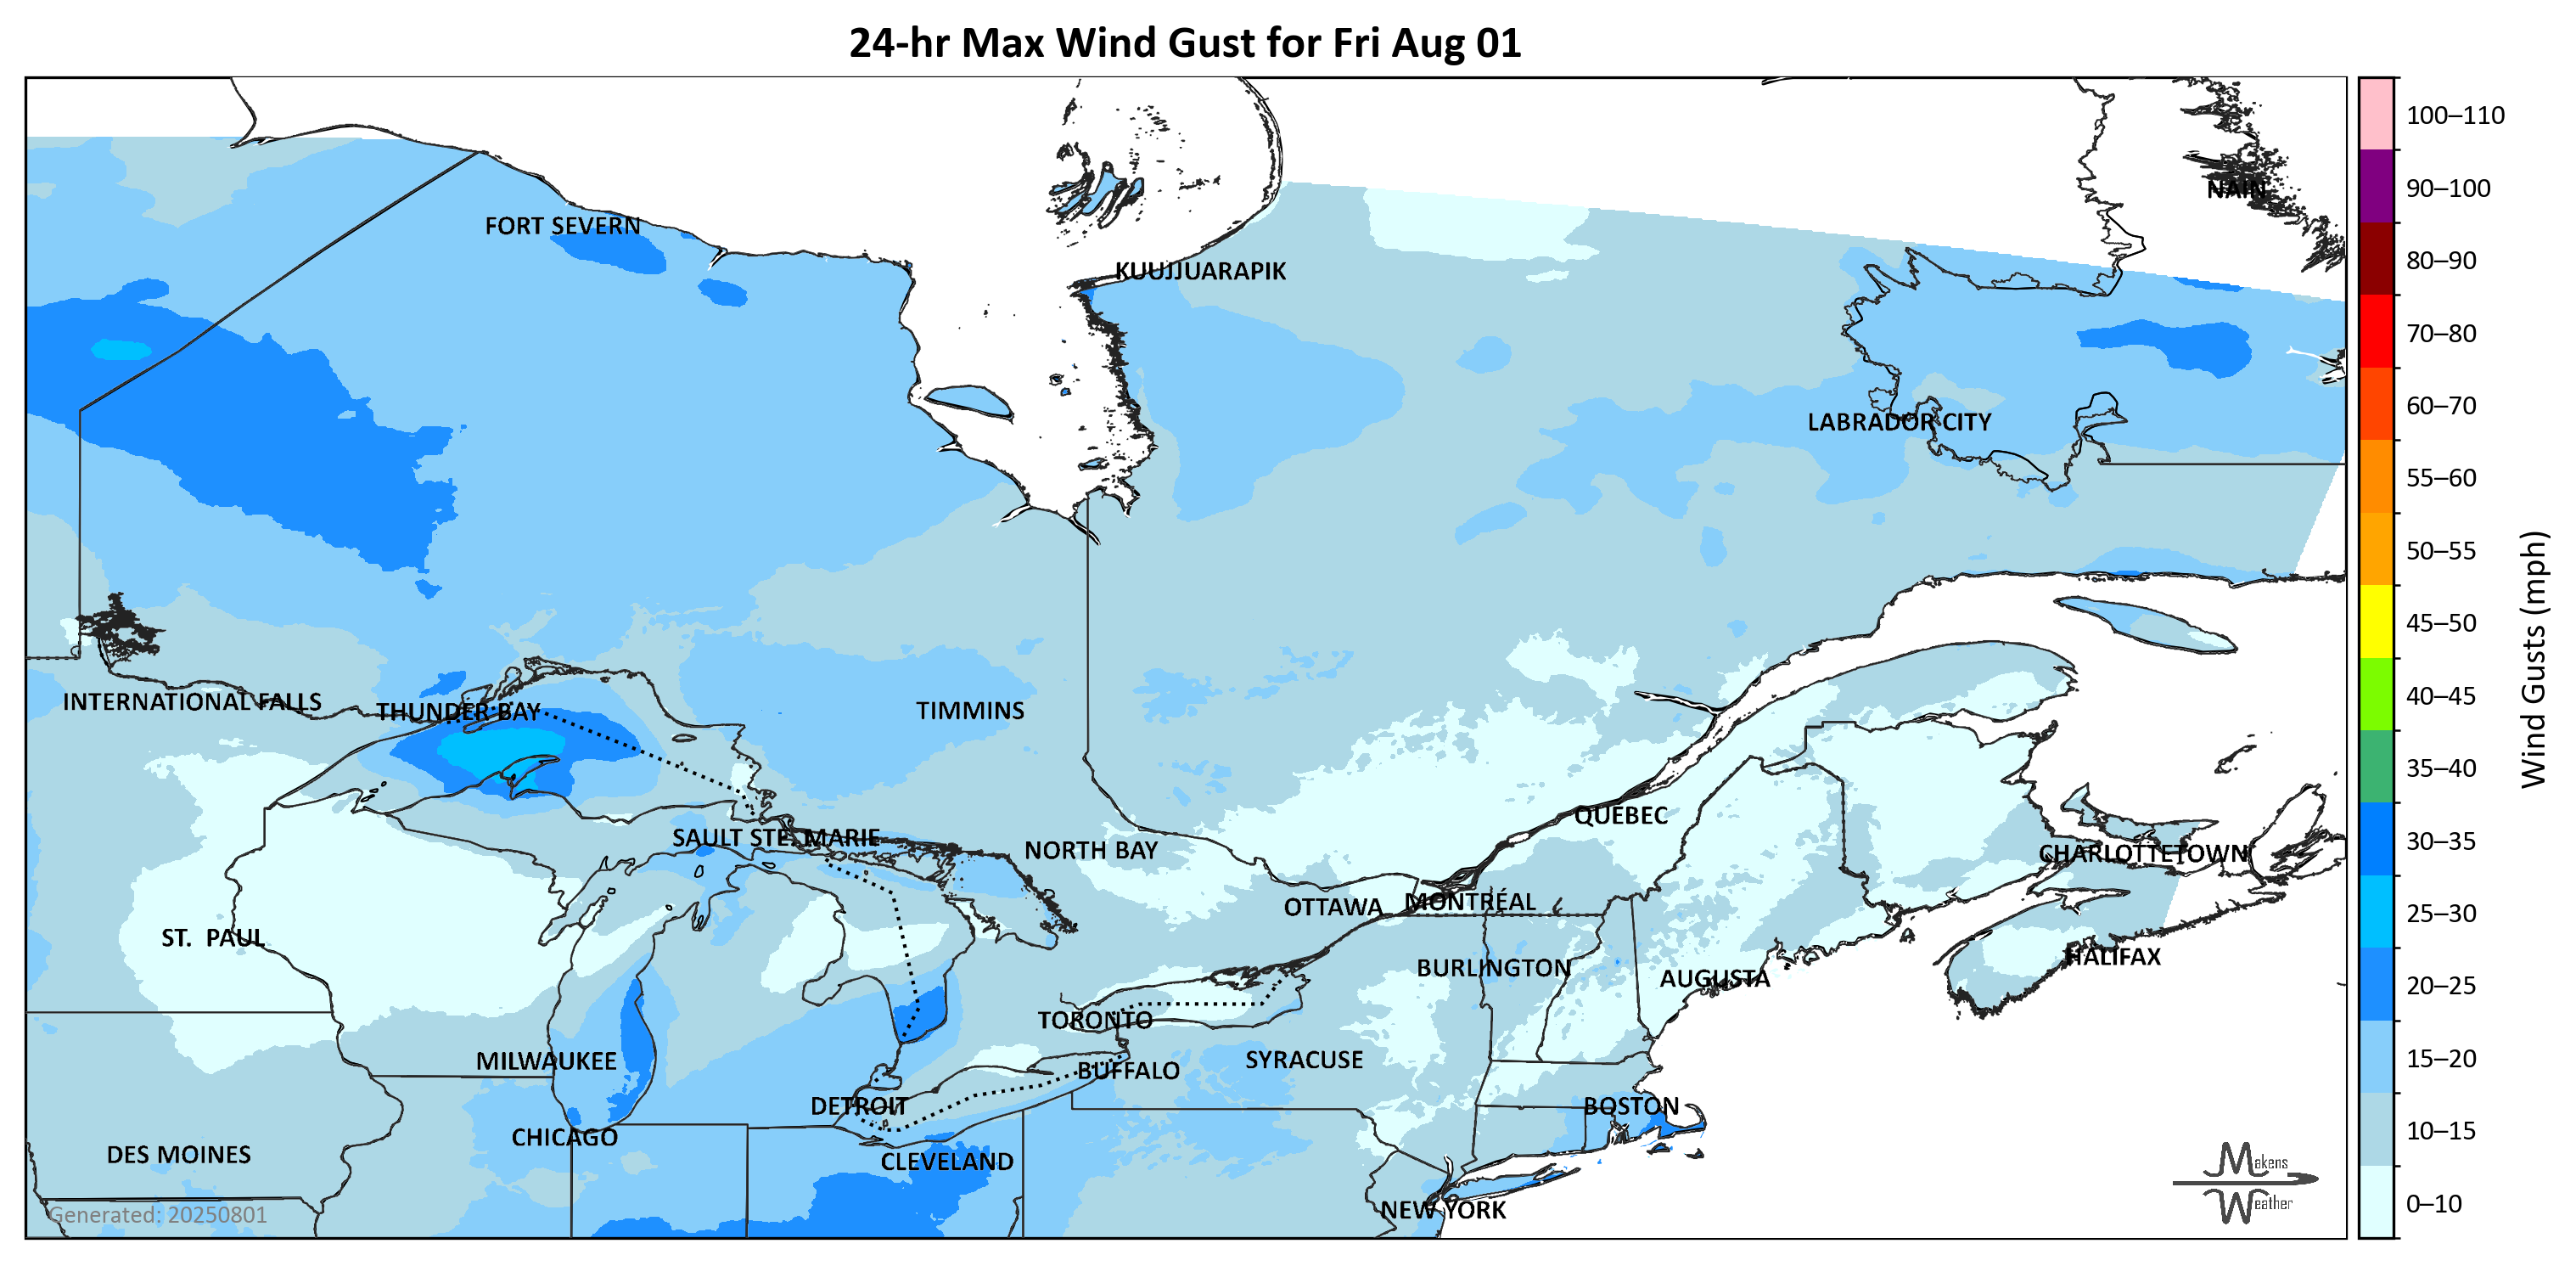 24-hr Max Wind Gust for Fri Aug 01
100–110
90–100
NAIN
FORT SEVERN
80–90
KUUJJUARAPIK
70–80
60–70
LABRADOR CITY
55–60
50–55
45–50
Wind Gusts (mph)
40–45
INTERNATIONAL FALLS
THUNDER BAY
TIMMINS
35–40
QUEBEC
SAULT STE. MARIE
30–35
NORTH BAY
CHARLOTTETOWN
OTTAWA
MONTRÉAL
25–30
ST. PAUL
HALIFAX
BURLINGTON
AUGUSTA
20–25
TORONTO
MILWAUKEE
SYRACUSE
15–20
BUFFALO
DETROIT
BOSTON
CHICAGO
10–15
DES MOINES
CLEVELAND
Makens
Weather
0–10
NEW YORK
Generated: 20250801